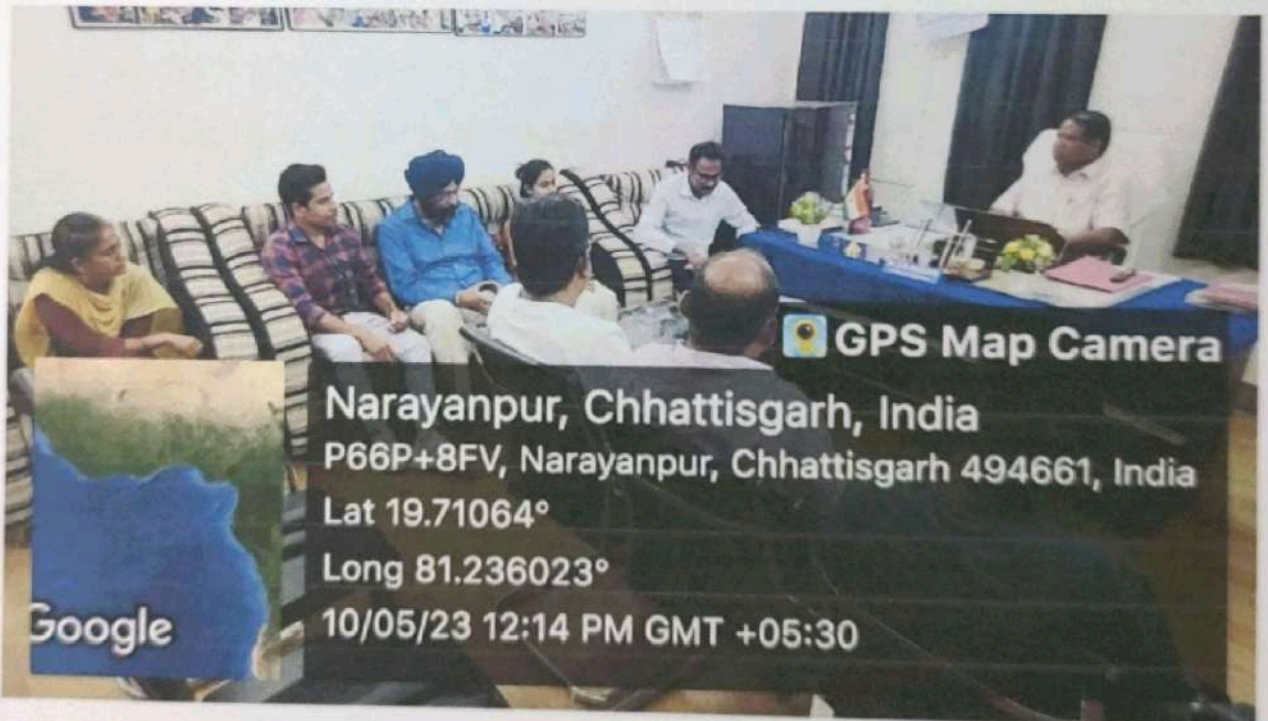 GPS Map Camera
Narayanpur, Chhattisgarh, India
P66P+8FV, Narayanpur, Chhattisgarh 494661, India
Lat 19.71064°
Long 81.236023°
10/05/23 12:14 PM GMT +05:30
Google